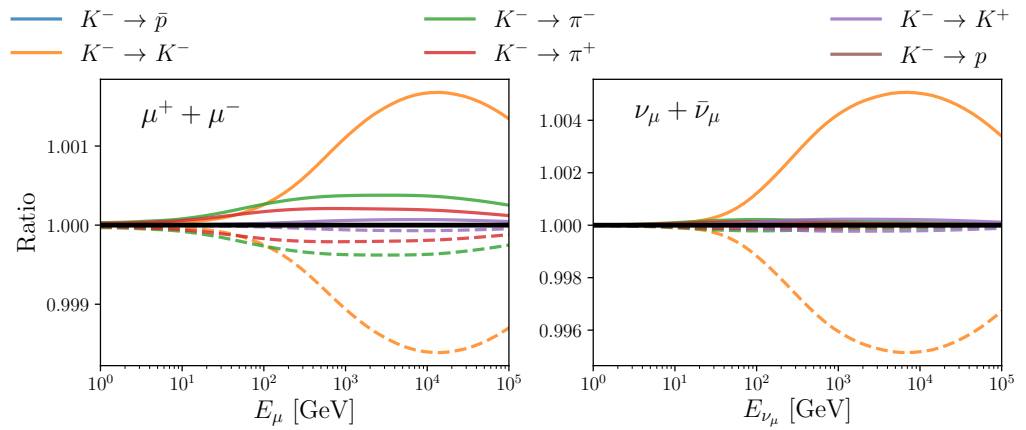 K⁻ → p̄
K⁻ → π⁻
K⁻ → K⁺
K⁻ → K⁻
K⁻ → π⁺
K⁻ → p
μ⁺ + μ⁻
1.001
1.000
0.999
Ratio
10⁰ 10¹ 10² 10³ 10⁴ 10⁵
E_μ [GeV]
ν_μ + ν̄_μ
1.004
1.002
1.000
0.998
0.996
10⁰ 10¹ 10² 10³ 10⁴ 10⁵
E_{ν_μ} [GeV]